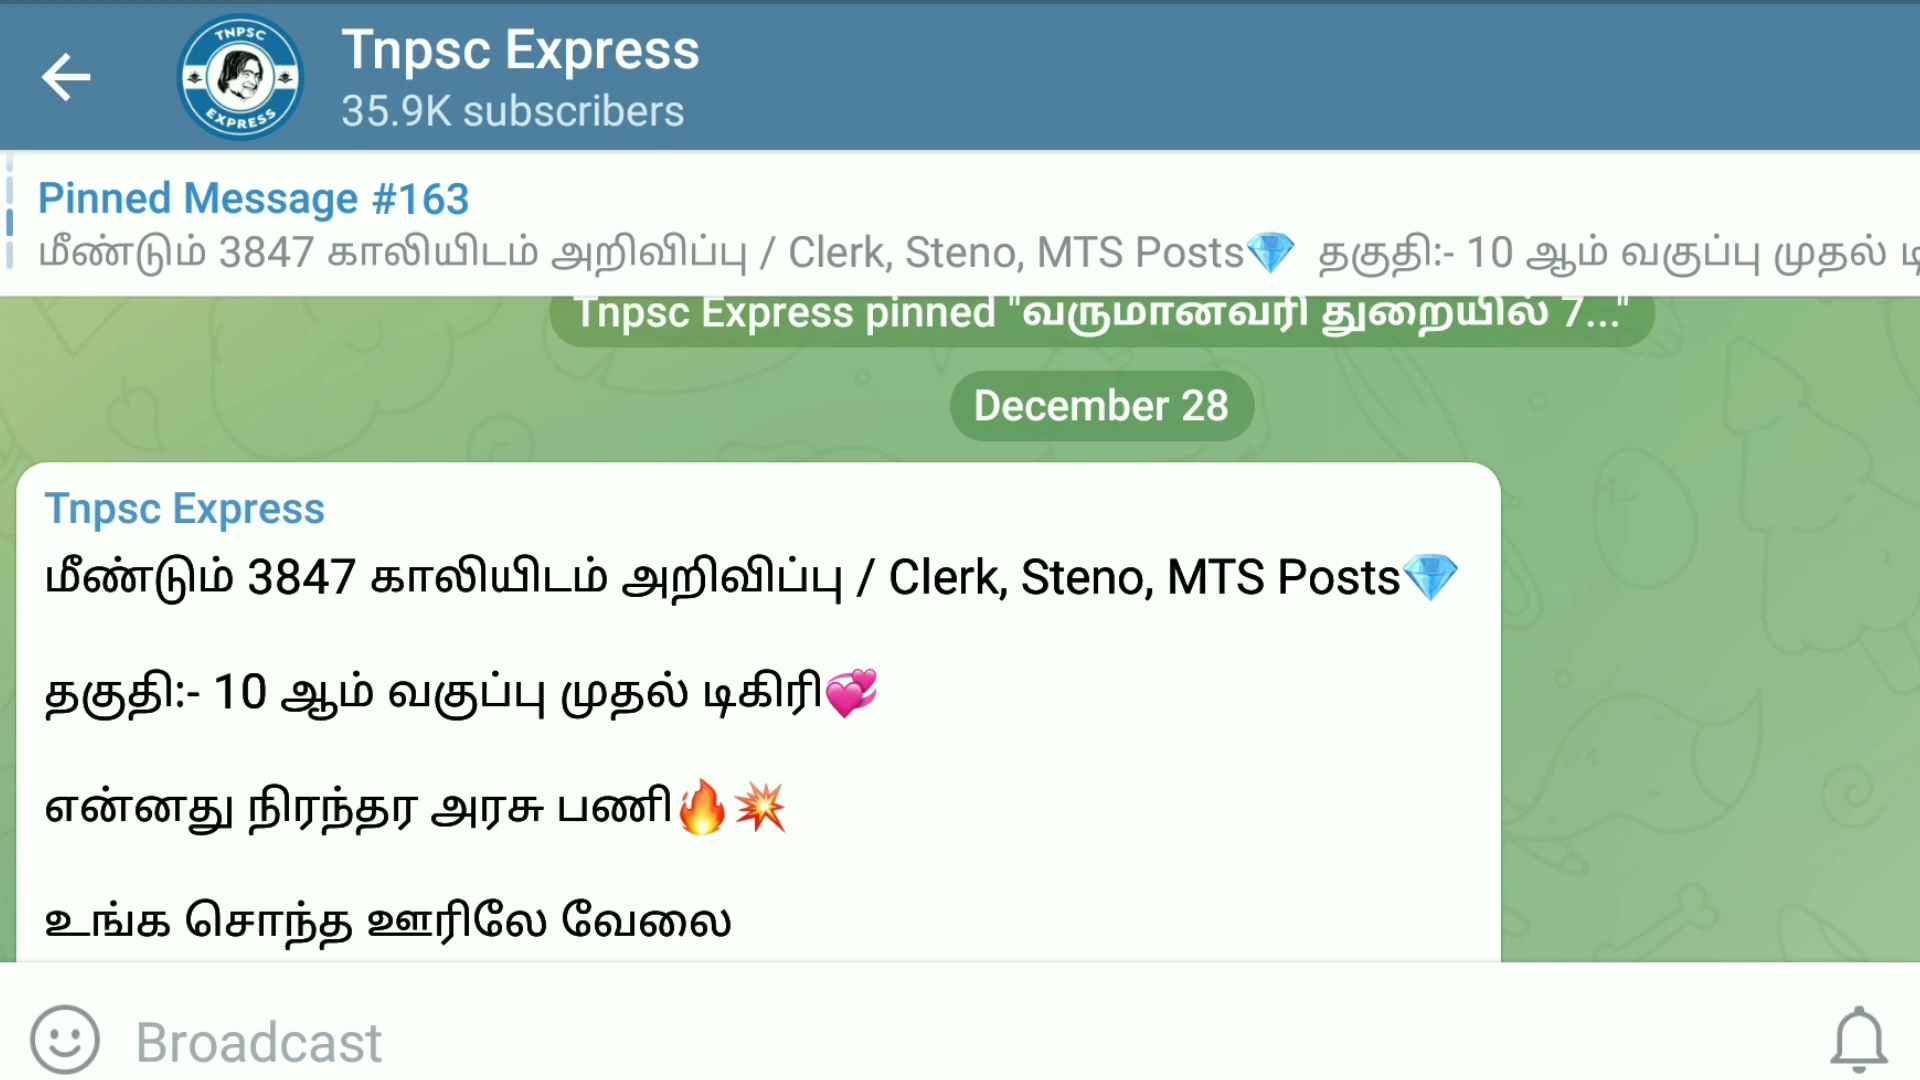 TNPSC
EXPRESS
Tnpsc Express
35.9K subscribers
Pinned Message #163
மீண்டும் 3847 காலியிடம் அறிவிப்பு / Clerk, Steno, MTS Posts💎 தகுதி:- 10 ஆம் வகுப்பு முதல்
Tnpsc Express pinned "வருமானவரி துறையில் 7..."
December 28
Tnpsc Express
மீண்டும் 3847 காலியிடம் அறிவிப்பு / Clerk, Steno, MTS Posts💎
தகுதி:- 10 ஆம் வகுப்பு முதல் டிகிரி💞
என்னது நிரந்தர அரசு பணி🔥💥
உங்க சொந்த ஊரிலே வேலை
Broadcast